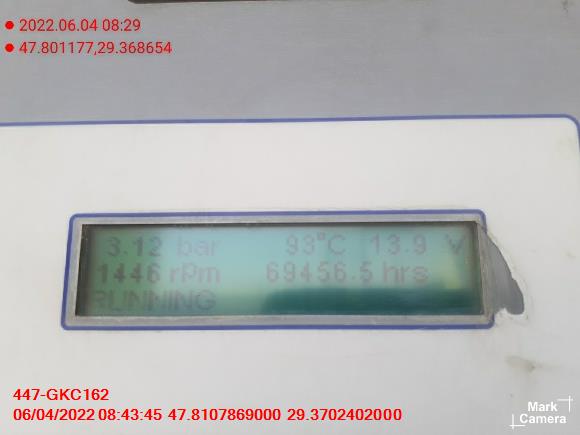 2022.06.04 08:29
47.801177,29.368654
3.12 bar 93°C 13.9 V
1446 rPm 69456.5 hrs
RUNNING
447-GKC162
06/04/2022 08:43:45 47.8107869000 29.3702402000
Mark
Camera